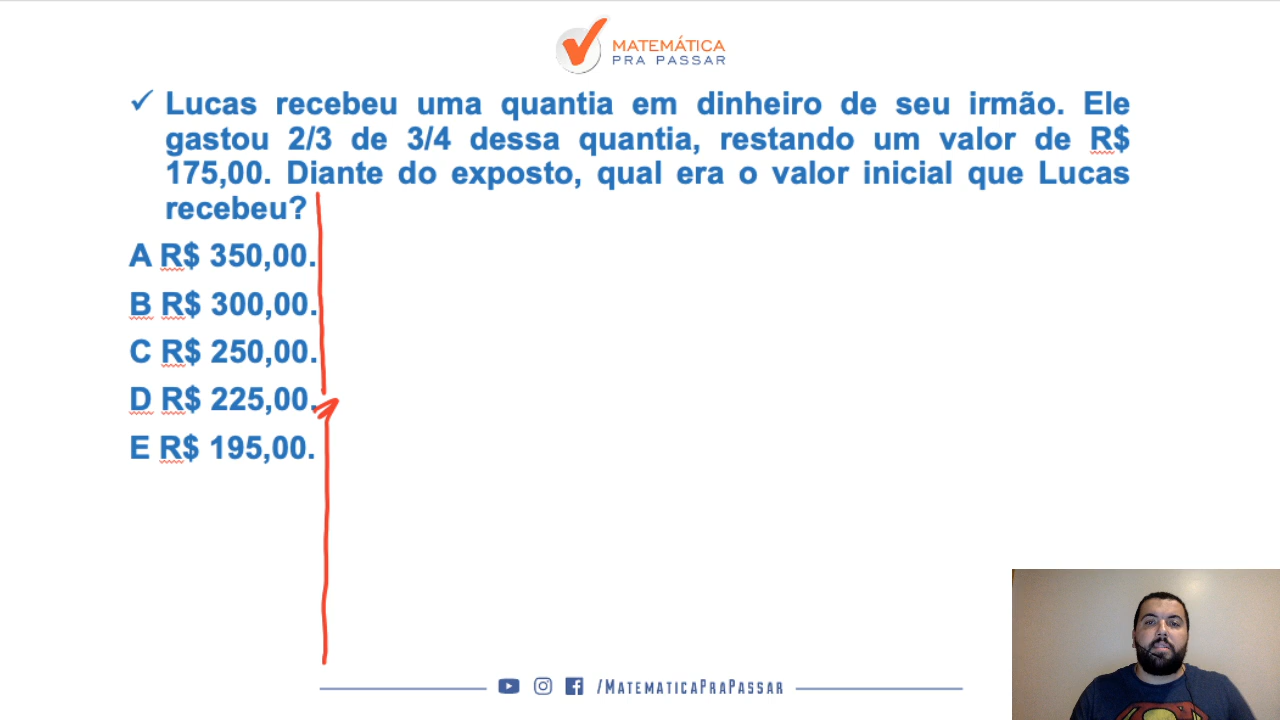 MATEMÁTICA
PRA PASSAR
✓ Lucas recebeu uma quantia em dinheiro de seu irmão. Ele
gastou 2/3 de 3/4 dessa quantia, restando um valor de R$
175,00. Diante do exposto, qual era o valor inicial que Lucas
recebeu?
A R$ 350,00.
B R$ 300,00.
C R$ 250,00.
D R$ 225,00.
E R$ 195,00.
/MATEMATICAPRAPASSAR